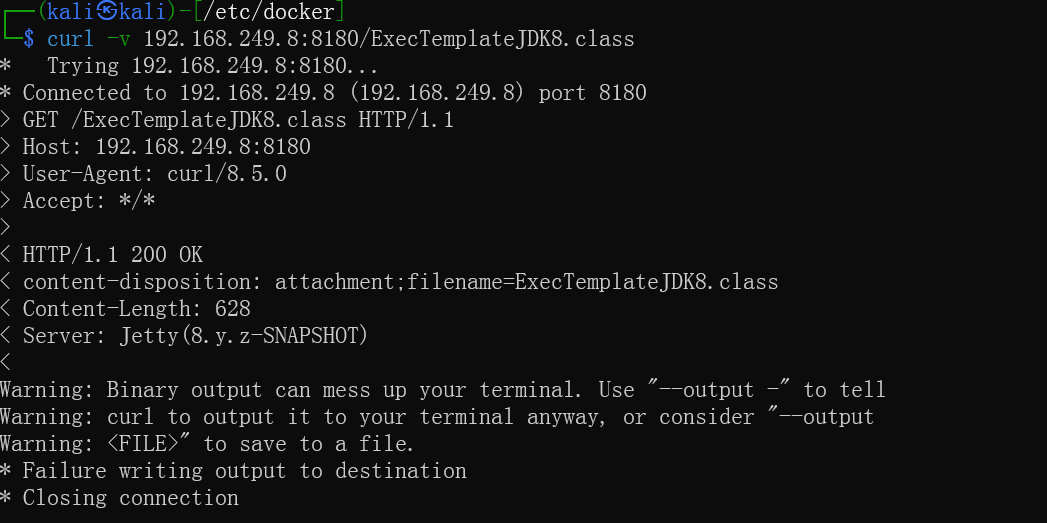 ┌──(kali㉿kali)-[/etc/docker]
└─$ curl -v 192.168.249.8:8180/ExecTemplateJDK8.class
*   Trying 192.168.249.8:8180...
* Connected to 192.168.249.8 (192.168.249.8) port 8180
> GET /ExecTemplateJDK8.class HTTP/1.1
> Host: 192.168.249.8:8180
> User-Agent: curl/8.5.0
> Accept: */*
>
< HTTP/1.1 200 OK
< content-disposition: attachment;filename=ExecTemplateJDK8.class
< Content-Length: 628
< Server: Jetty(8.y.z-SNAPSHOT)
<
Warning: Binary output can mess up your terminal. Use "--output -" to tell
Warning: curl to output it to your terminal anyway, or consider "--output
Warning: <FILE>" to save to a file.
* Failure writing output to destination
* Closing connection